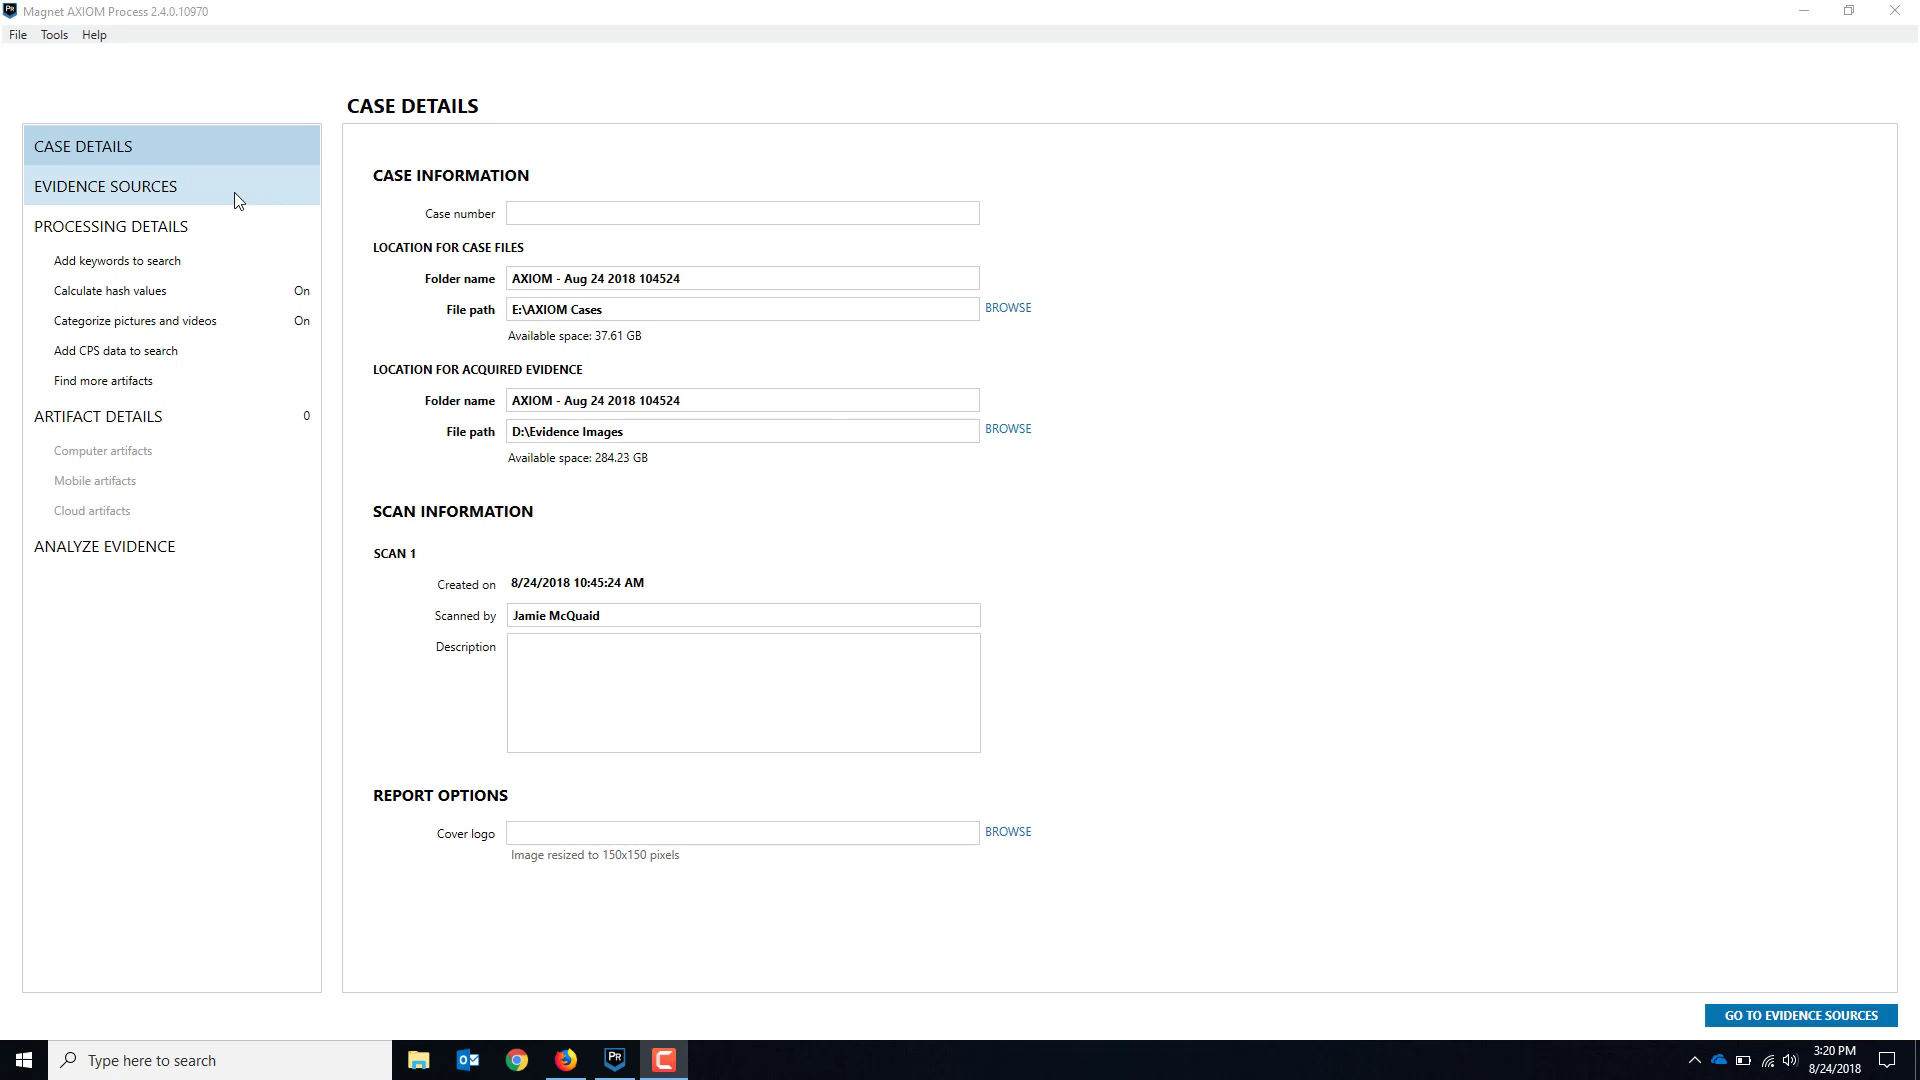 Magnet AXIOM Process 2.4.0.10970
File Tools Help
CASE DETAILS
CASE DETAILS
EVIDENCE SOURCES
PROCESSING DETAILS
Add keywords to search
Calculate hash values On
Categorize pictures and videos On
Add CPS data to search
Find more artifacts
ARTIFACT DETAILS 0
Computer artifacts
Mobile artifacts
Cloud artifacts
ANALYZE EVIDENCE
CASE INFORMATION
Case number
LOCATION FOR CASE FILES
Folder name AXIOM - Aug 24 2018 104524
File path E:\AXIOM Cases BROWSE
Available space: 37.61 GB
LOCATION FOR ACQUIRED EVIDENCE
Folder name AXIOM - Aug 24 2018 104524
File path D:\Evidence Images BROWSE
Available space: 284.23 GB
SCAN INFORMATION
SCAN 1
Created on 8/24/2018 10:45:24 AM
Scanned by Jamie McQuaid
Description
REPORT OPTIONS
Cover logo BROWSE
Image resized to 150x150 pixels
GO TO EVIDENCE SOURCES
Type here to search
3:20 PM
8/24/2018